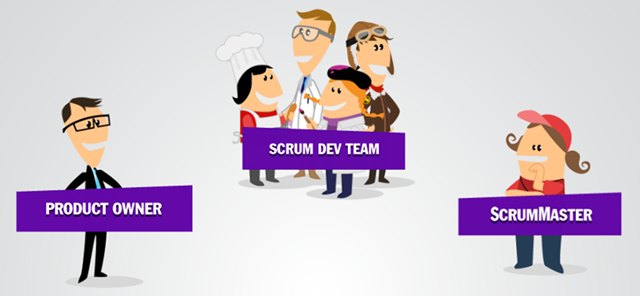 SCRUM DEV TEAM
PRODUCT OWNER
SCRUMMASTER